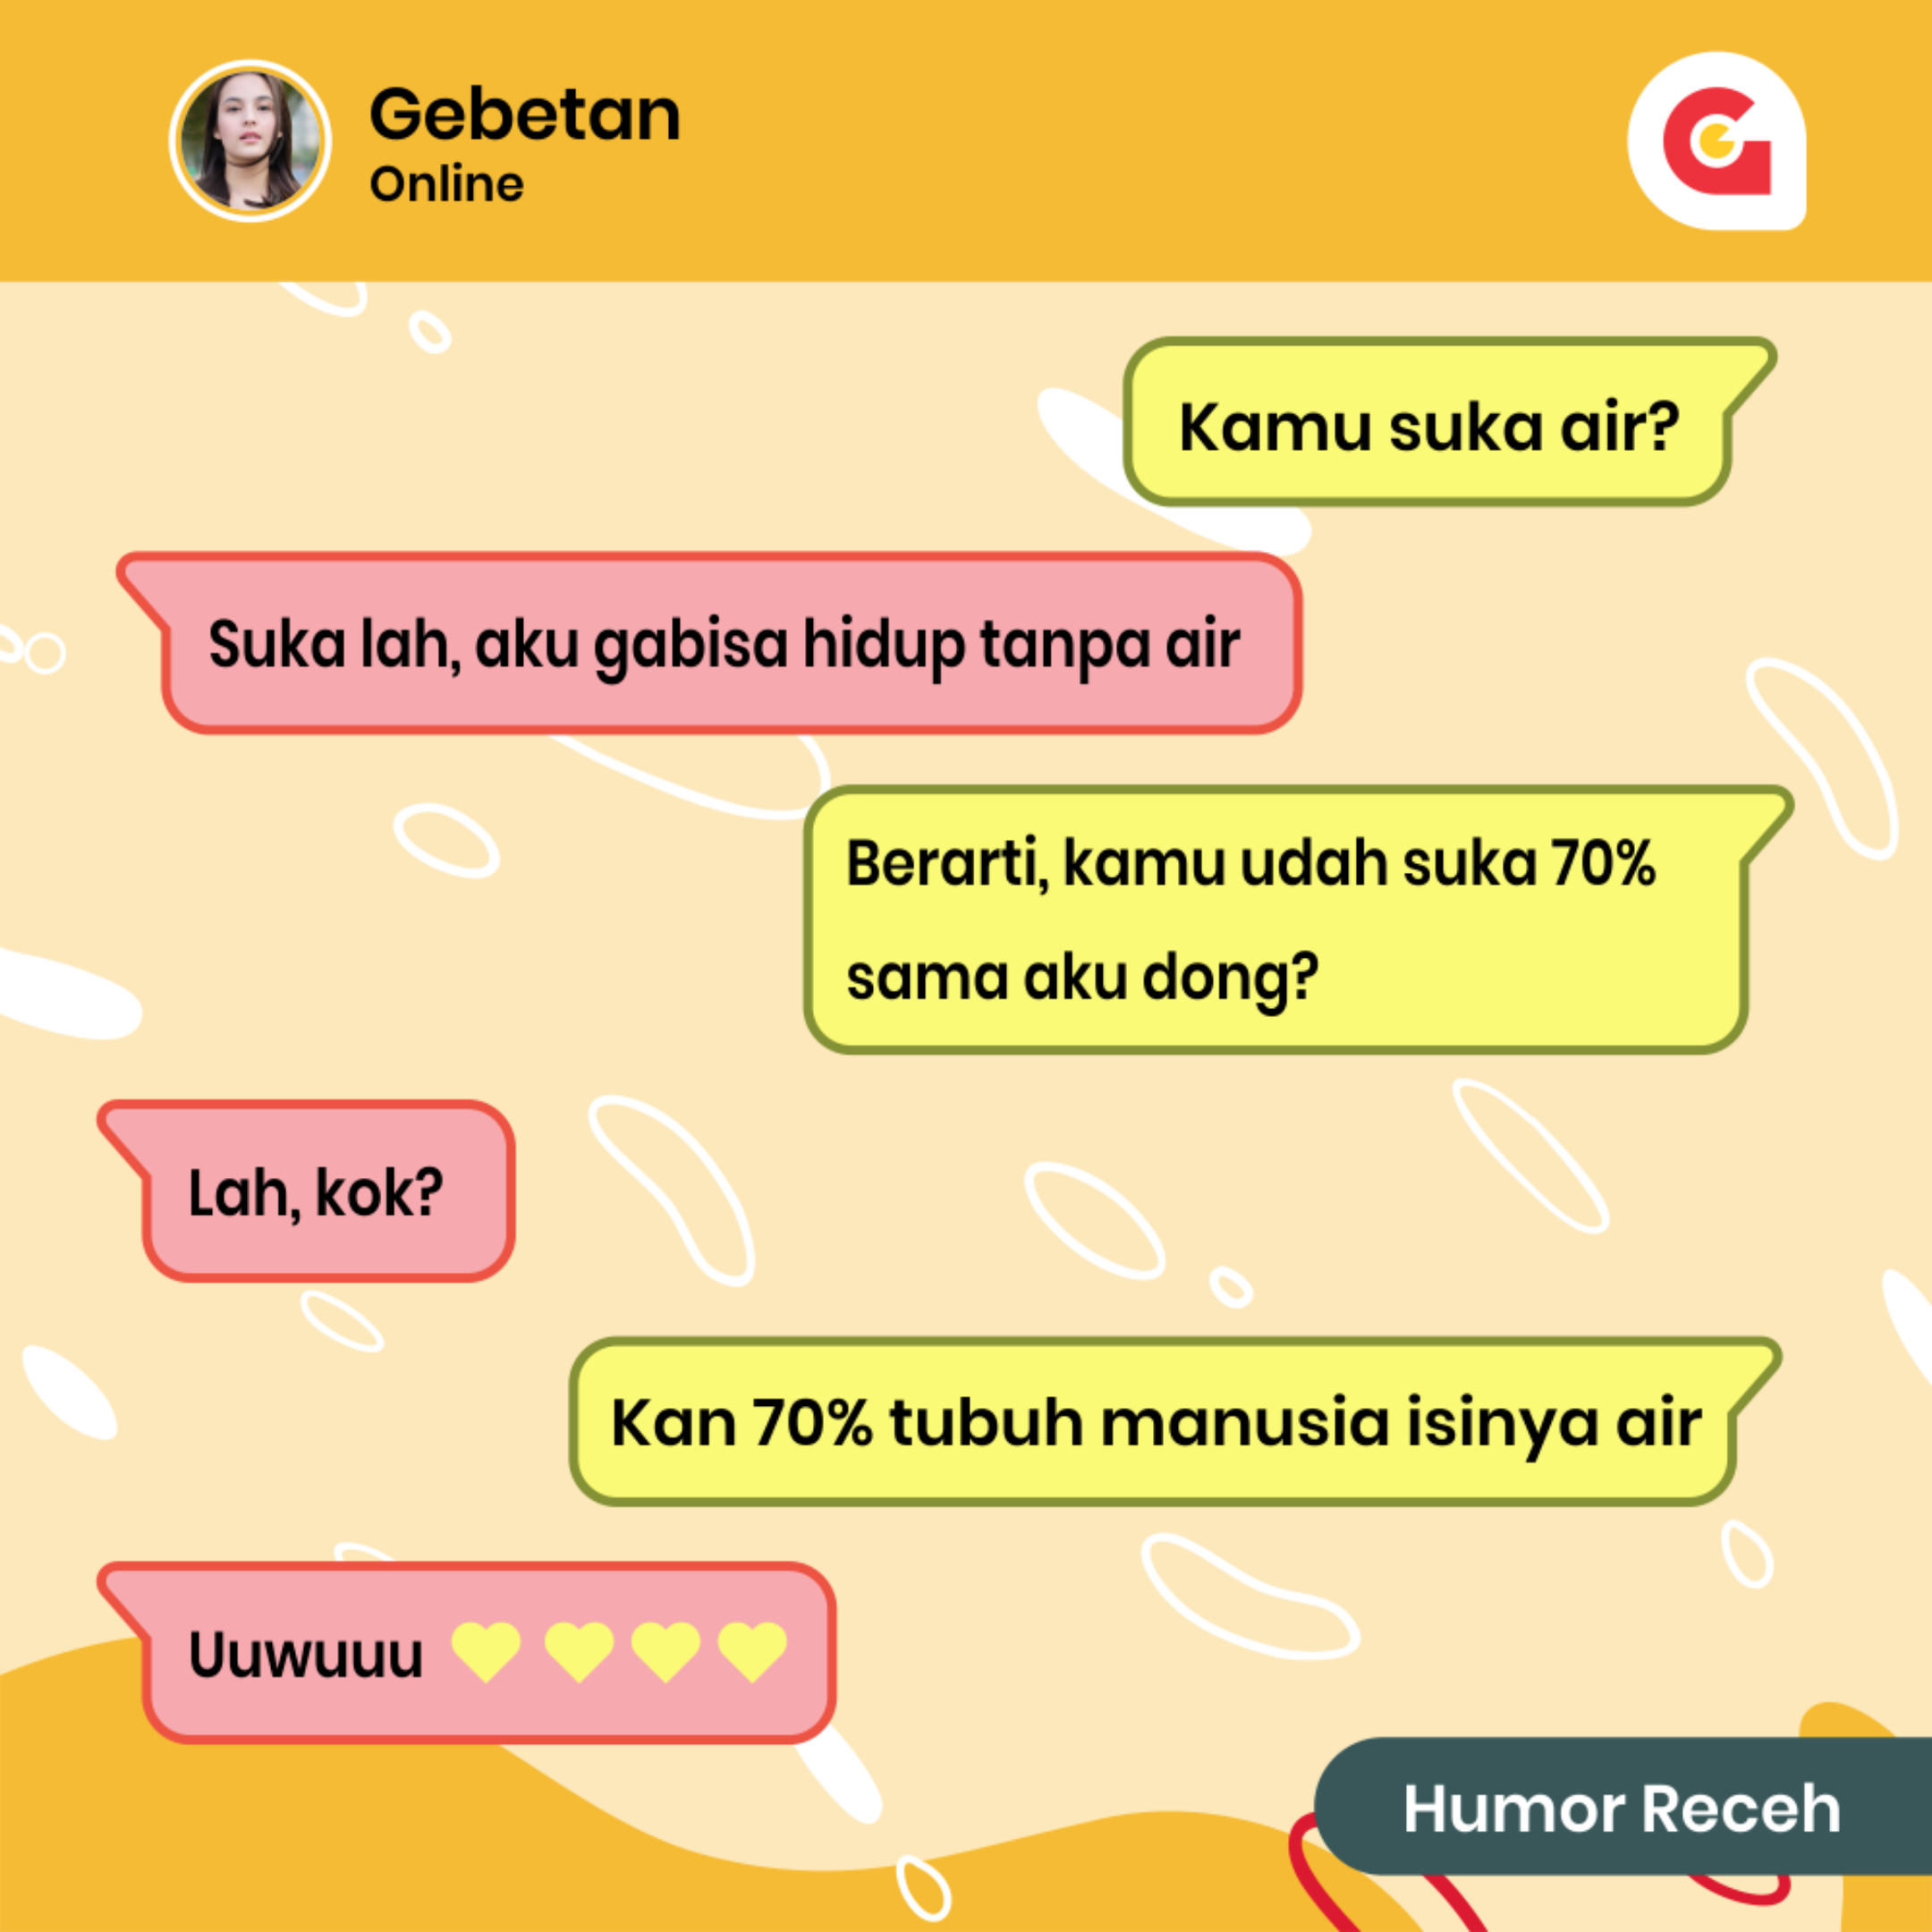 Gebetan
Online
Kamu suka air?
Suka lah, aku gabisa hidup tanpa air
Berarti, kamu udah suka 70%
sama aku dong?
Lah, kok?
Kan 70% tubuh manusia isinya air
Uuwuuu 💛 💛 💛 💛
Humor Receh